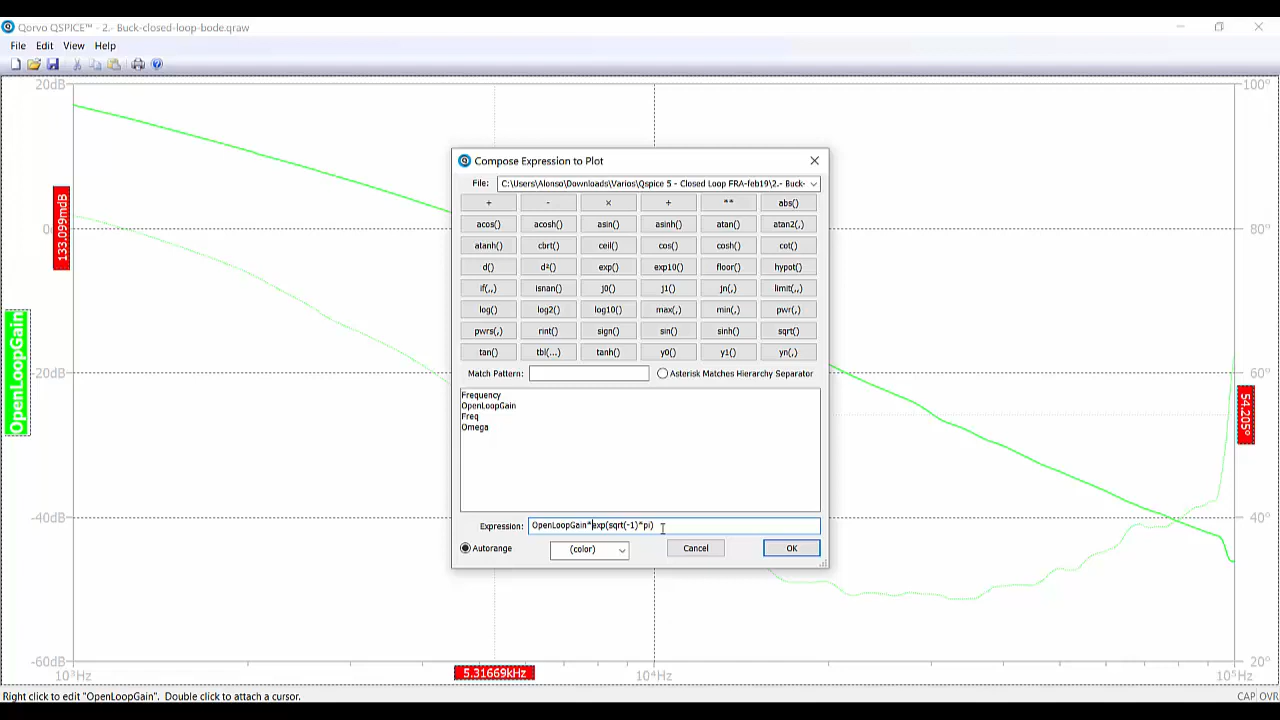 Qorvo QSPICE™ - 2.- Buck-closed-loop-bode.qraw
File Edit View Help
20dB
100°
Compose Expression to Plot
File: C:\Users\Alonso\Downloads\Varios\Qspice 5 - Closed Loop FRA-feb19\2.- Buck-
+ - × ÷ ** abs()
acos() acosh() asin() asinh() atan() atan2(,)
133.099mdB
80°
atanh() cbrt() ceil() cos() cosh() cot()
d() d²() exp() exp10() floor() hypot()
if(,,) isnan() j0() j1() jn(,) limit(,,)
log() log2() log10() max(,) min(,) pwr(,)
pwrs(,) rint() sign() sin() sinh() sqrt()
tan() tbl(...) tanh() y0() y1() yn(,)
OpenLoopGain
-20dB
Match Pattern: Asterisk Matches Hierarchy Separator
60°
Frequency
OpenLoopGain
Freq
Omega
54.205°
-40dB
40°
Expression: OpenLoopGain*exp(sqrt(-1)*pi)
Autorange (color) Cancel OK
-60dB
20°
10³Hz 5.31669kHz 10⁴Hz 10⁵Hz
Right click to edit "OpenLoopGain". Double click to attach a cursor.
CAP OVR